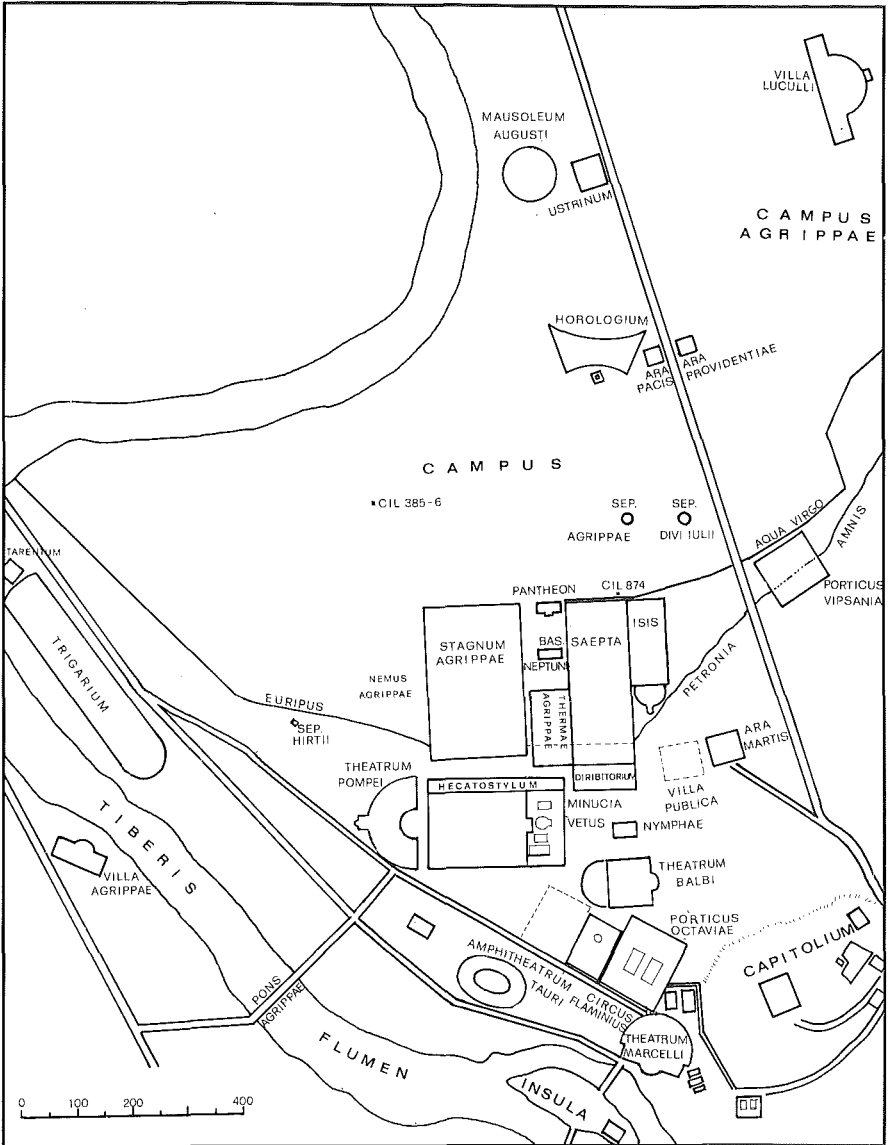 VILLA
LUCULLI
MAUSOLEUM
AUGUSTI
USTRINUM
CAMPUS
AGRIPPAE
HOROLOGIUM
ARA
PACIS
ARA
PROVIDENTIAE
CAMPUS
CIL 385-6
SEP.
AGRIPPAE
SEP.
DIVI IULII
AQUA VIRGO
AMNIS
TARENTUM
PORTICUS
VIPSANIA
PANTHEON
CIL 874
TRIGARIUM
STAGNUM
AGRIPPAE
BAS.
NEPTUNI
SAEPTA
ISIS
PETRONIA
NEMUS
AGRIPPAE
EURIPUS
SEP.
HIRTII
THERMAE
AGRIPPAE
ARA
MARTIS
THEATRUM
POMPEI
HECATOSTYLUM
DIRIBITORIUM
VILLA
PUBLICA
MINUCIA
VETUS
NYMPHAE
TIBERIS
VILLA
AGRIPPAE
THEATRUM
BALBI
PORTICUS
OCTAVIAE
CAPITOLIUM
AMPHITHEATRUM
TAURI
CIRCUS
FLAMINIUS
PONS
AGRIPPAE
THEATRUM
MARCELLI
FLUMEN
INSULA
0 100 200 400